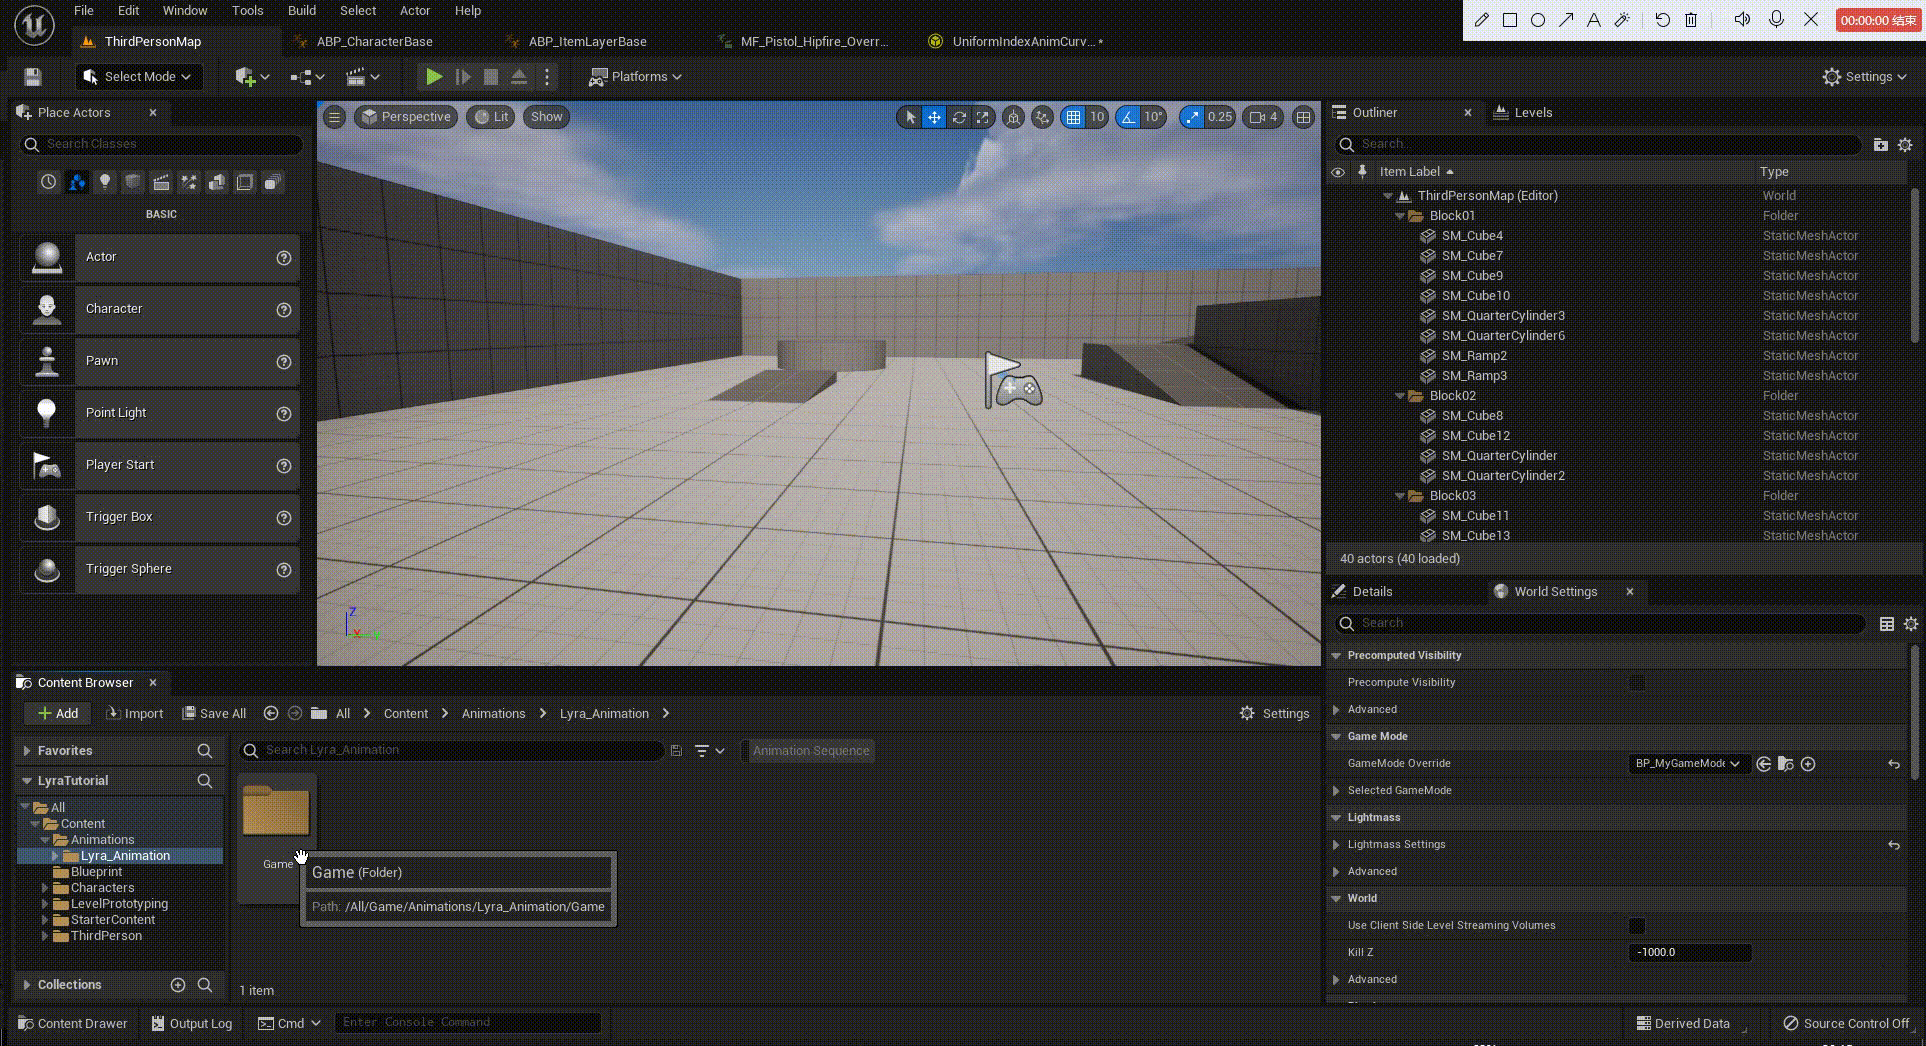 File Edit Window Tools Build Select Actor Help
00:00:00 结束
ThirdPersonMap ABP_CharacterBase ABP_ItemLayerBase MF_Pistol_Hipfire_Overr... UniformIndexAnimCurv... *
Select Mode Platforms Settings
Place Actors
Search Classes
BASIC
Actor
Character
Pawn
Point Light
Player Start
Trigger Box
Trigger Sphere
Perspective Lit Show 10 10° 0.25 4
Z
X
Outliner Levels
Search...
Item Label Type
ThirdPersonMap (Editor) World
Block01 Folder
SM_Cube4 StaticMeshActor
SM_Cube7 StaticMeshActor
SM_Cube9 StaticMeshActor
SM_Cube10 StaticMeshActor
SM_QuarterCylinder3 StaticMeshActor
SM_QuarterCylinder6 StaticMeshActor
SM_Ramp2 StaticMeshActor
SM_Ramp3 StaticMeshActor
Block02 Folder
SM_Cube8 StaticMeshActor
SM_Cube12 StaticMeshActor
SM_QuarterCylinder StaticMeshActor
SM_QuarterCylinder2 StaticMeshActor
Block03 Folder
SM_Cube11 StaticMeshActor
SM_Cube13 StaticMeshActor
40 actors (40 loaded)
Details World Settings
Search
Precomputed Visibility
Precompute Visibility
Advanced
Game Mode
GameMode Override BP_MyGameMode
Selected GameMode
Lightmass
Lightmass Settings
Advanced
World
Use Client Side Level Streaming Volumes
Kill Z -1000.0
Advanced
Content Browser
Add Import Save All All Content Animations Lyra_Animation Settings
Favorites
LyraTutorial
All
Content
Animations
Lyra_Animation
Blueprint
Characters
LevelPrototyping
StarterContent
ThirdPerson
Collections
Search Lyra_Animation Animation Sequence
Game
Game (Folder)
Path: /All/Game/Animations/Lyra_Animation/Game
1 item
Content Drawer Output Log Cmd Enter Console Command Derived Data Source Control Off